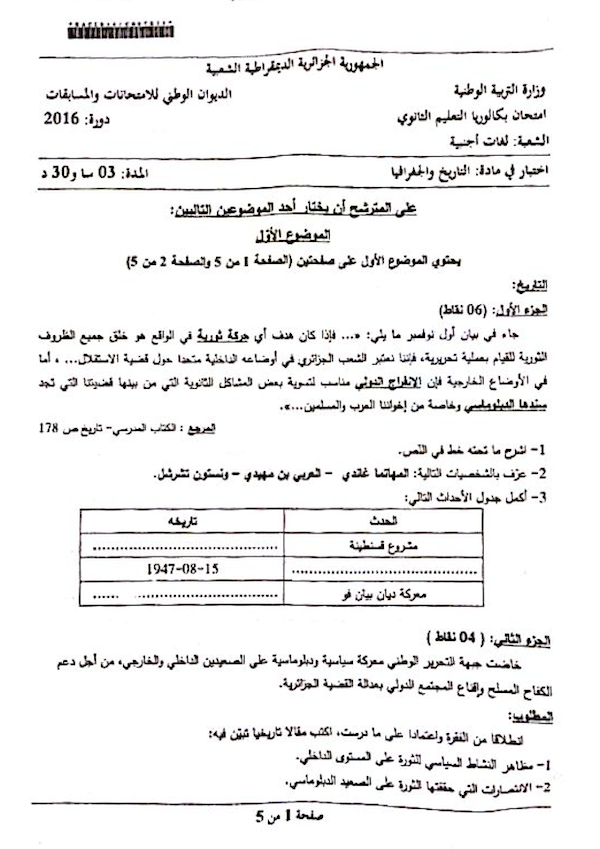 الجمهورية الجزائرية الديمقراطية الشعبية
وزارة التربية الوطنية
الديوان الوطني للامتحانات والمسابقات
امتحان بكالوريا التعليم الثانوي
دورة: 2016
الشعبة: لغات أجنبية
اختبار في مادة: التاريخ والجغرافيا
المدة: 03 سا و30 د
على المترشح أن يختار أحد الموضوعين التاليين:
الموضوع الأول
يحتوي الموضوع الأول على صفحتين (الصفحة 1 من 5 والصفحة 2 من 5)
التاريخ:
الجزء الأول: (06 نقاط)
جاء في بيان أول نوفمبر ما يلي: «... فإذا كان هدف أي حركة ثورية في الواقع هو خلق جميع الظروف
الثورية للقيام بعملية تحريرية، فإننا نعتبر الشعب الجزائري في أوضاعه الداخلية متحدا حول قضية الاستقلال... ، أما
في الأوضاع الخارجية فإن الانفراج الدولي مناسب لتسوية بعض المشاكل الثانوية التي من بينها قضيتنا التي تجد
سندها الدبلوماسي وخاصة من إخواننا العرب والمسلمين...».
المرجع : الكتاب المدرسي- تاريخ ص 178
1- اشرح ما تحته خط في النّص.
2- عرّف بالشخصيات التالية: المهاتما غاندي - العربي بن مهيدي - ونستون تشرشل.
3- أكمل جدول الأحداث التالي:
الحدث
تاريخه
مشروع قسنطينة
..........................................
..........................................
1947-08-15
معركة ديان بيان فو
..........................................
الجزء الثاني: ( 04 نقاط )
خاضت جبهة التحرير الوطني معركة سياسية ودبلوماسية على الصعيدين الداخلي والخارجي، من أجل دعم
الكفاح المسلح وإقناع المجتمع الدولي بعدالة القضية الجزائرية.
المطلوب:
انطلاقا من الفقرة واعتمادا على ما درست، اكتب مقالا تاريخيا تبيّن فيه:
1- مظاهر النشاط السياسي للثورة على المستوى الداخلي.
2- الانتصارات التي حققتها الثورة على الصعيد الدبلوماسي.
صفحة 1 من 5